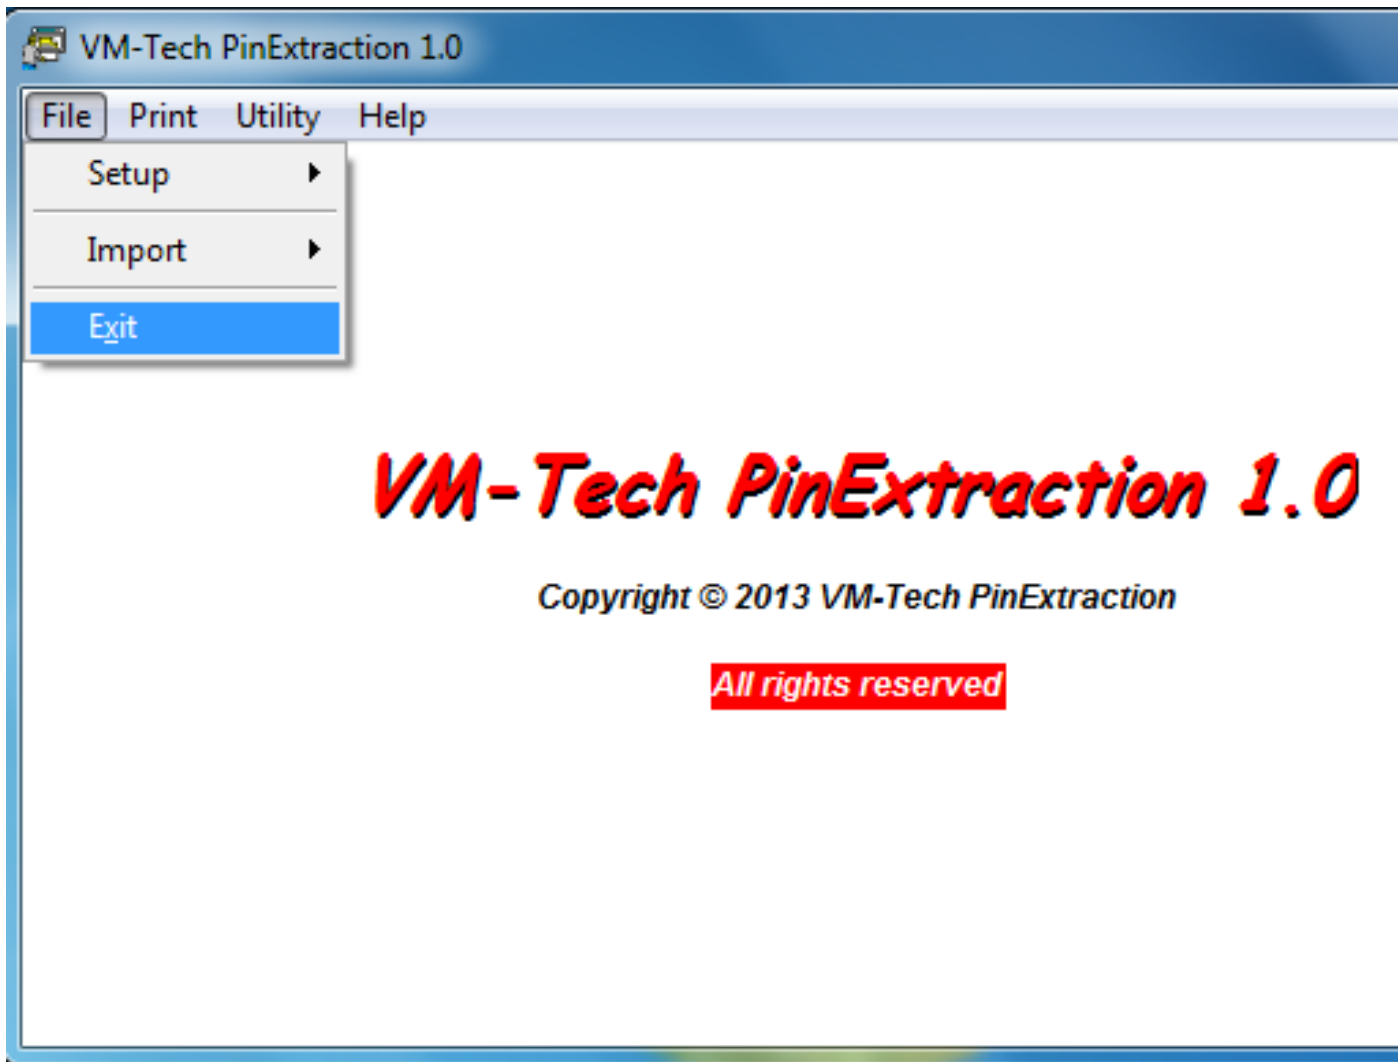 VM-Tech PinExtraction 1.0
File Print Utility Help
Setup
Import
Exit
VM-Tech PinExtraction 1.0
Copyright © 2013 VM-Tech PinExtraction
All rights reserved